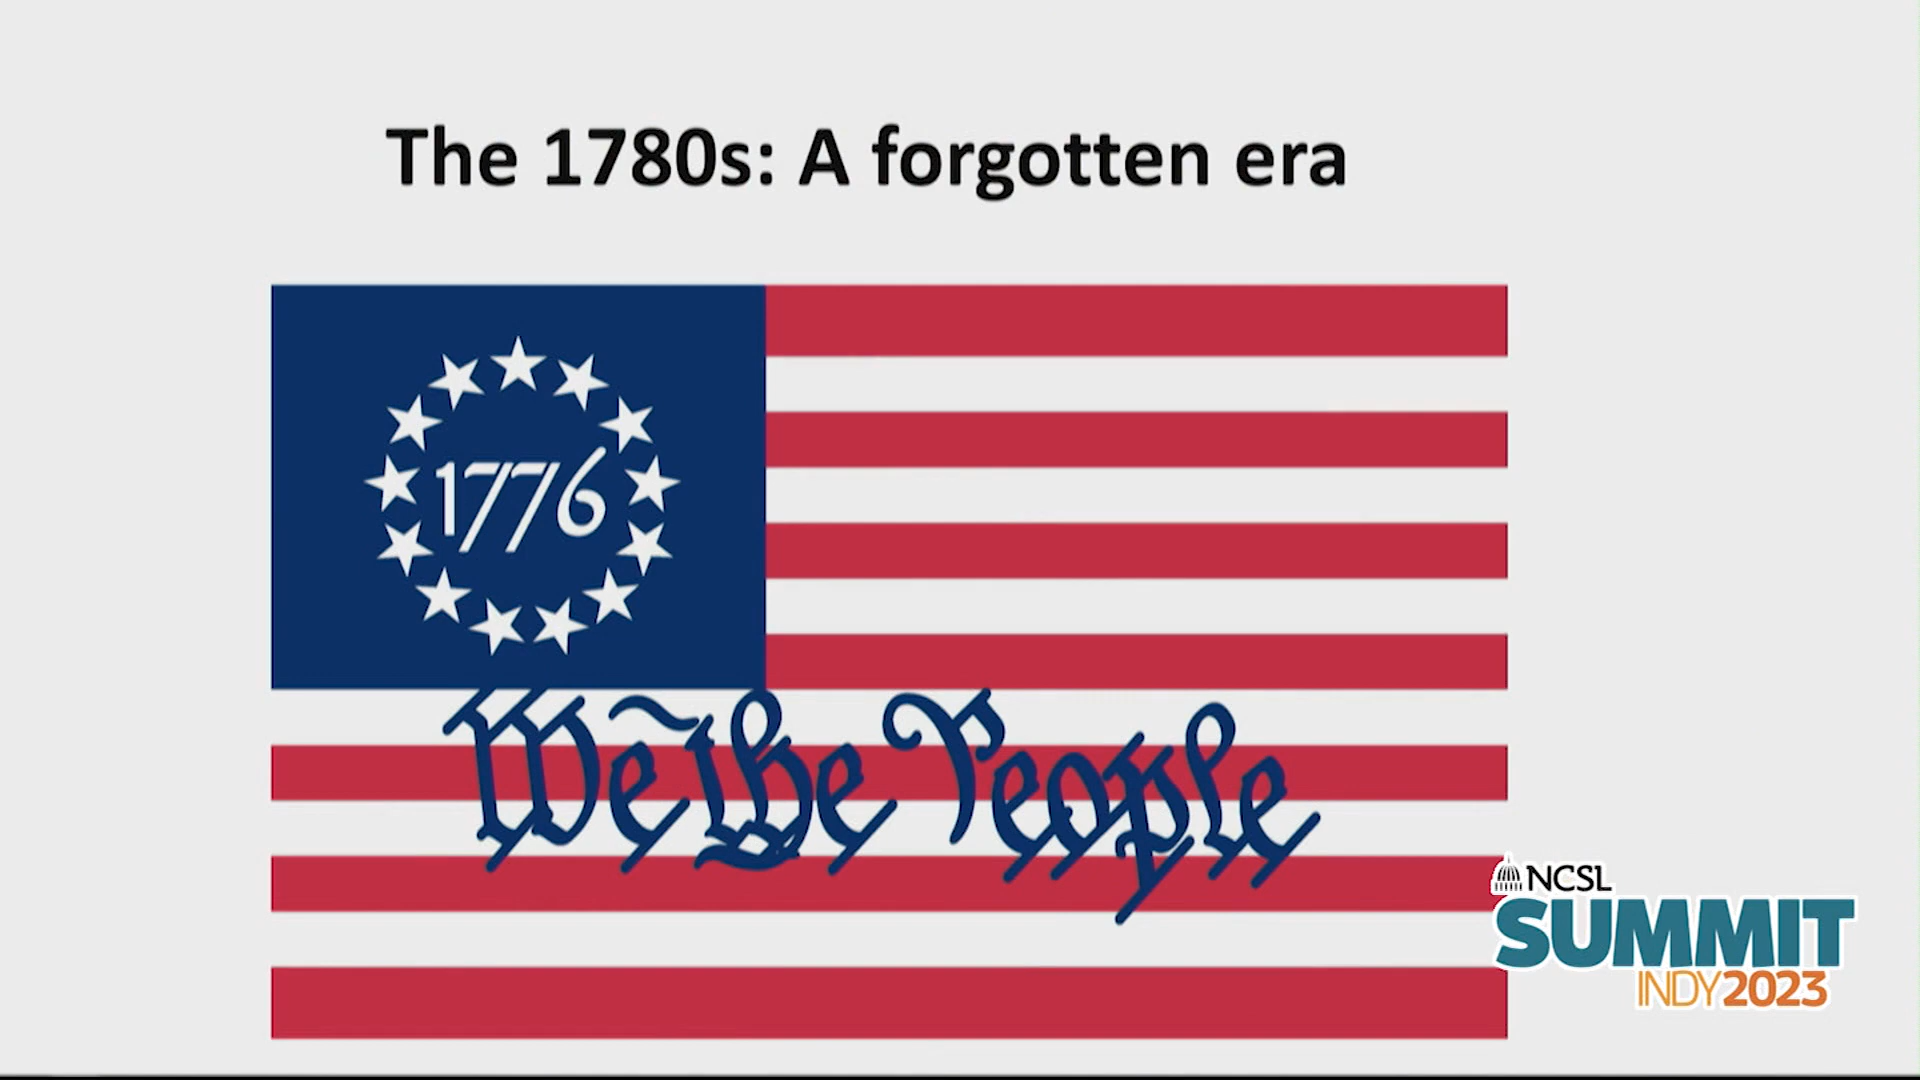 The 1780s: A forgotten era
1776
We the People
NCSL
SUMMIT
INDY2023